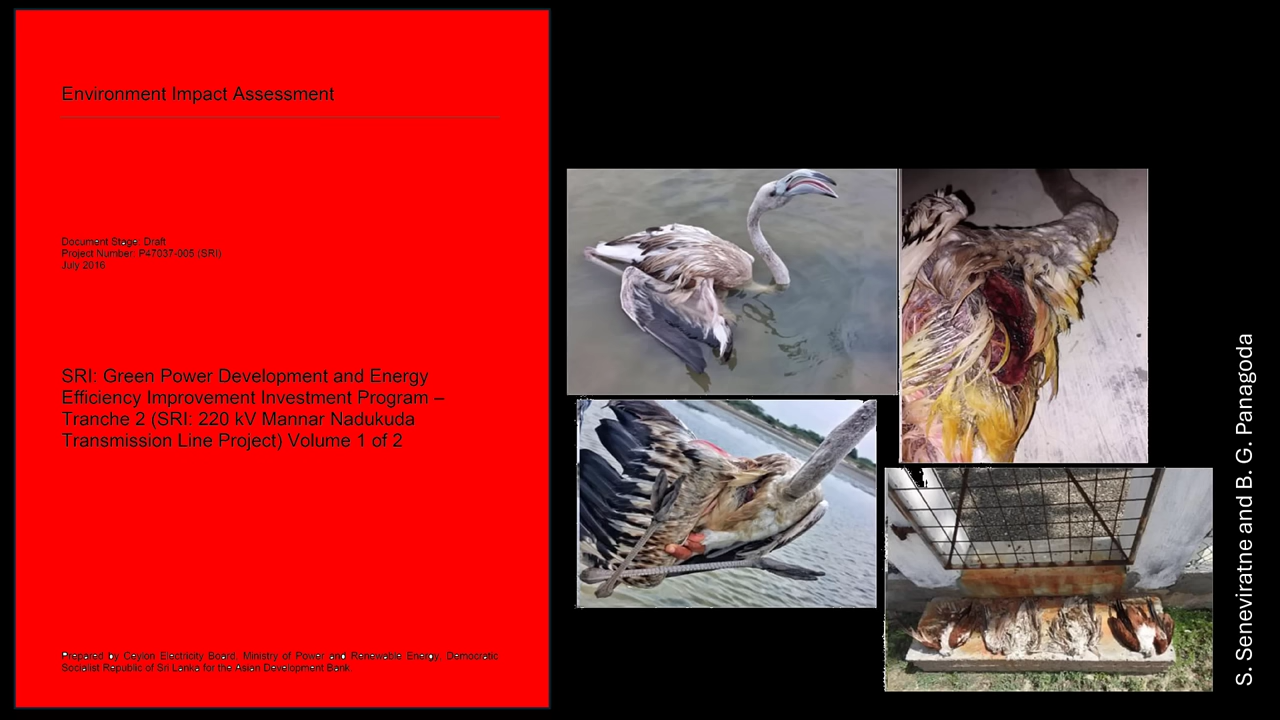 Environment Impact Assessment
Document Stage: Draft
Project Number: P47037-005 (SRI)
July 2016
SRI: Green Power Development and Energy
Efficiency Improvement Investment Program –
Tranche 2 (SRI: 220 kV Mannar Nadukuda
Transmission Line Project) Volume 1 of 2
Prepared by Ceylon Electricity Board, Ministry of Power and Renewable Energy, Democratic
Socialist Republic of Sri Lanka for the Asian Development Bank
S. Seneviratne and B. G. Panagoda